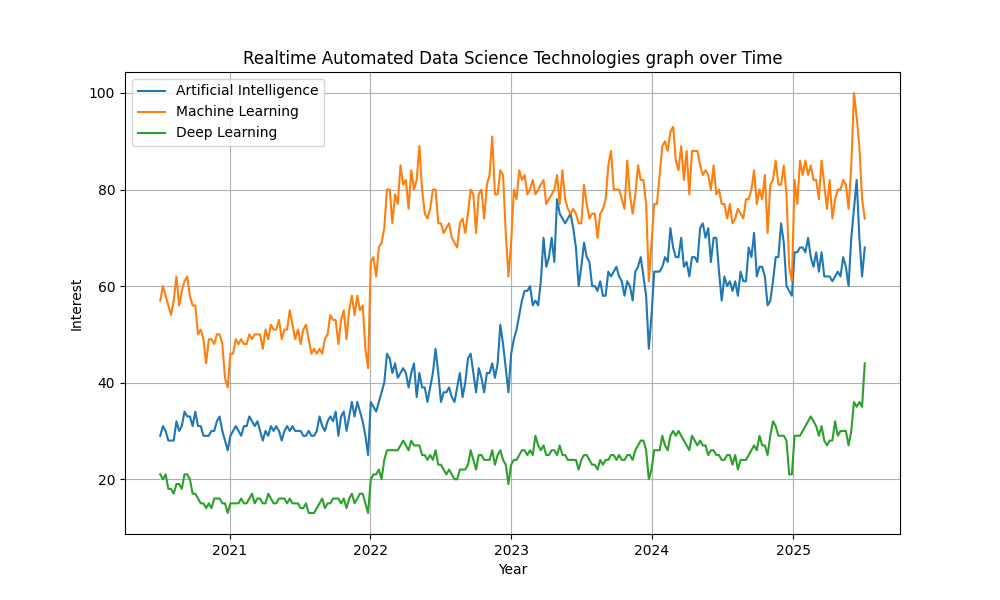 Realtime Automated Data Science Technologies graph over Time
Artificial Intelligence
Machine Learning
Deep Learning
100
80
60
40
20
Interest
2021 2022 2023 2024 2025
Year